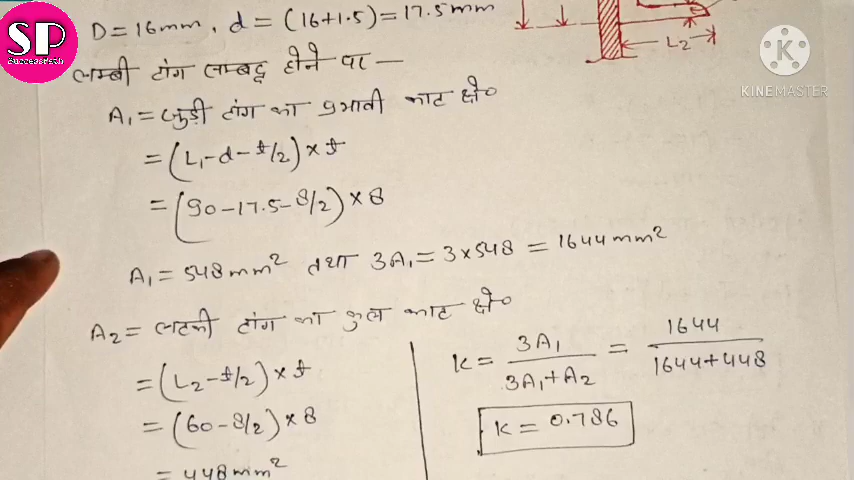 SP
Successtech
KINEMASTER
D = 16mm, d = (16+1.5) = 17.5mm
L₂
लम्बी टांग लम्बद्ध होने पर —
A₁ = जुड़ी टांग का प्रभावी काट क्षे०
= (L₁-d-t/2) × t
= (90-17.5-8/2) × 8
A₁ = 548 mm² तथा 3A₁ = 3×548 = 1644 mm²
A₂ = लटकी टांग का कुल काट क्षे०
= (L₂-t/2) × t
= (60-8/2) × 8
= 448 mm²
K = 3A₁ / 3A₁+A₂ = 1644 / 1644+448
K = 0.786